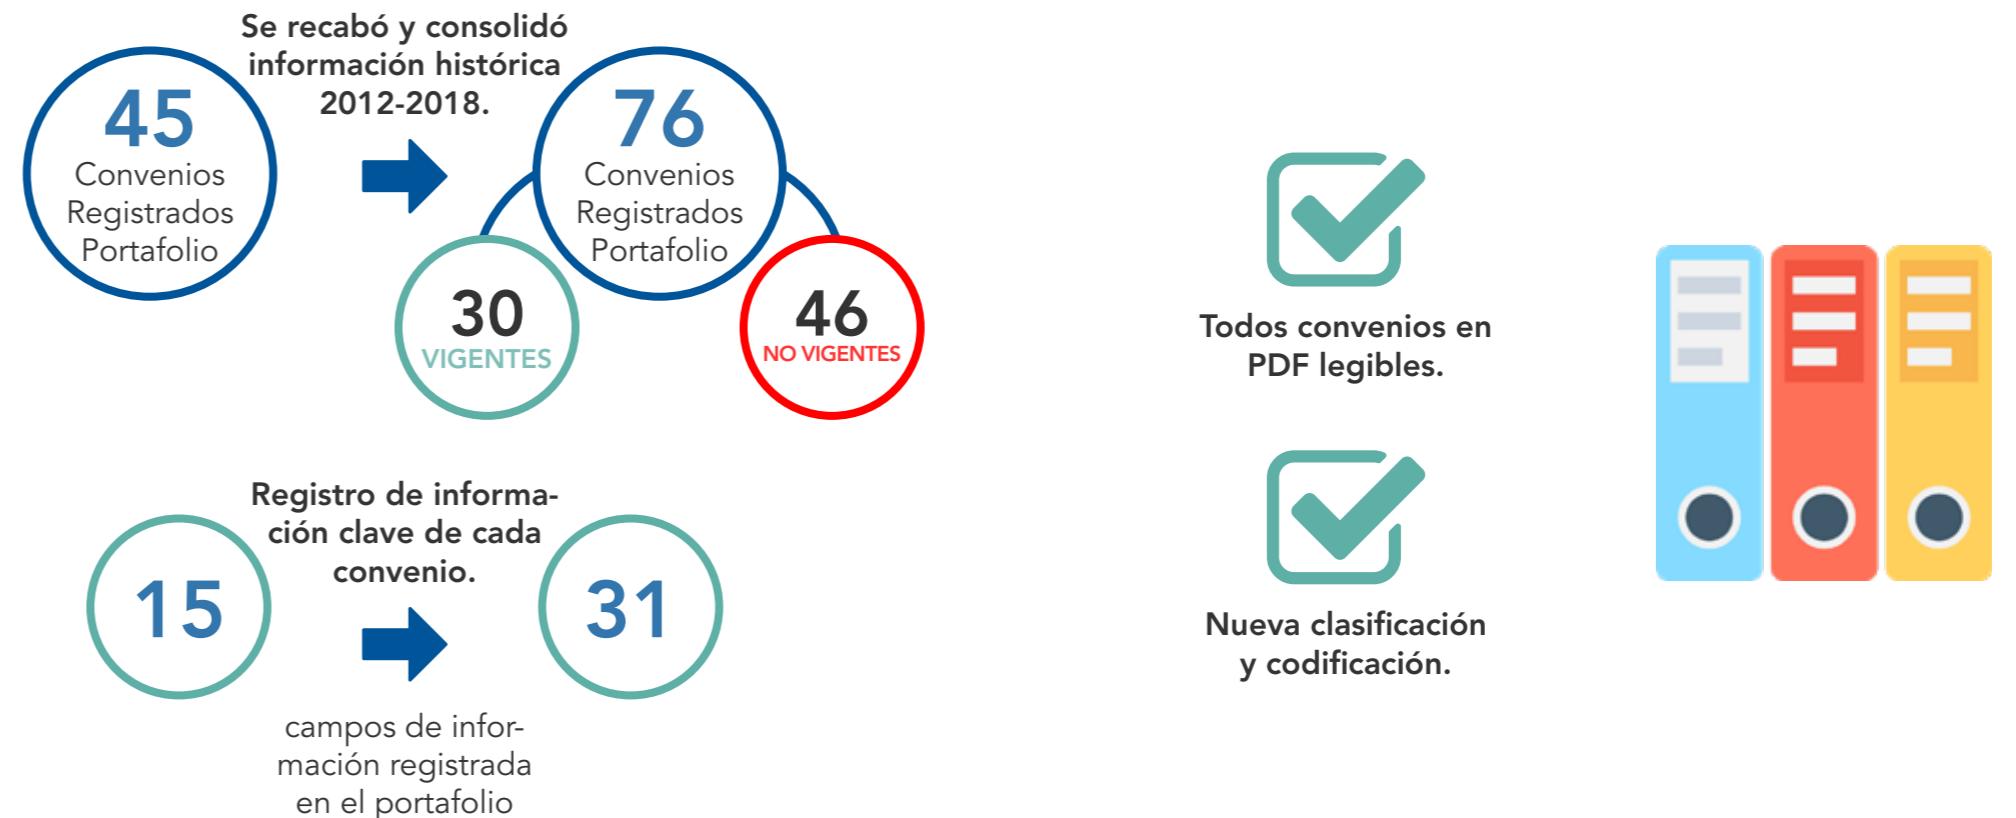 Se recabó y consolidó
información histórica
2012-2018.
45
Convenios
Registrados
Portafolio
76
Convenios
Registrados
Portafolio
30
VIGENTES
46
NO VIGENTES
Registro de informa-
ción clave de cada
convenio.
15
31
campos de infor-
mación registrada
en el portafolio
Todos convenios en
PDF legibles.
Nueva clasificación
y codificación.